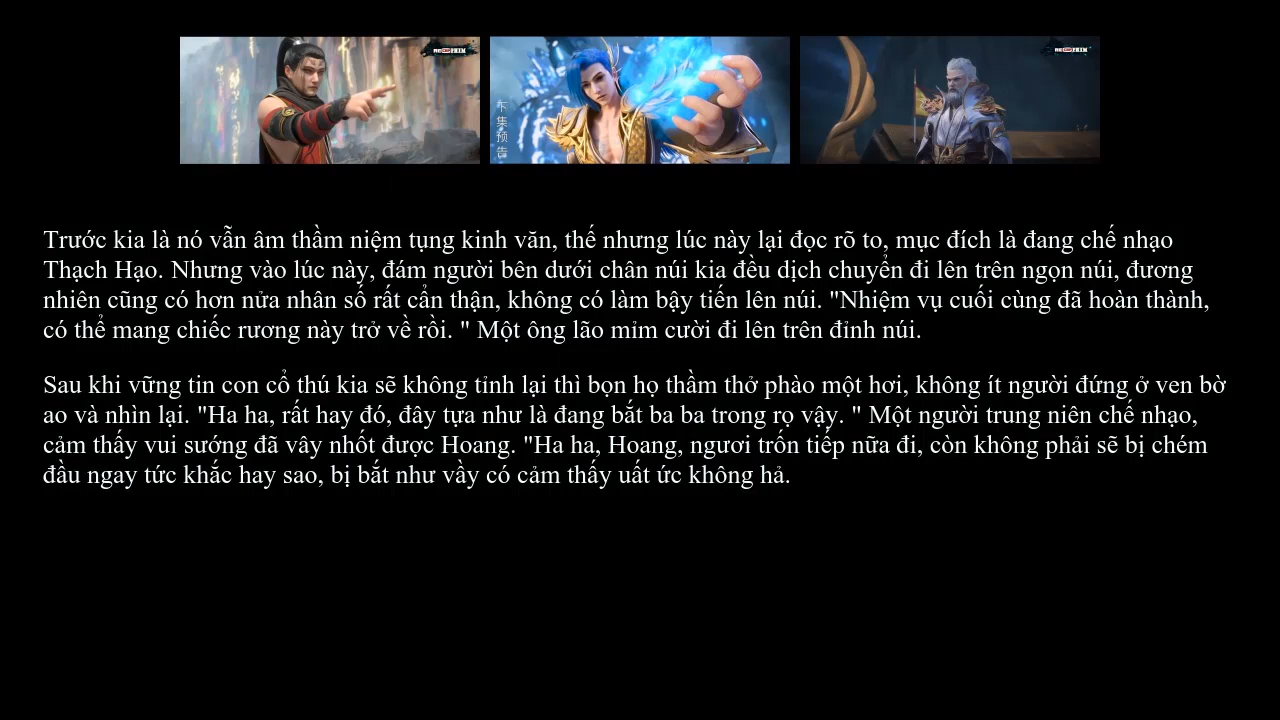 RECAP PHIM
下集预告
RECAP PHIM
Trước kia là nó vẫn âm thầm niệm tụng kinh văn, thế nhưng lúc này lại đọc rõ to, mục đích là đang chế nhạo
Thạch Hạo. Nhưng vào lúc này, đám người bên dưới chân núi kia đều dịch chuyển đi lên trên ngọn núi, đương
nhiên cũng có hơn nửa nhân số rất cẩn thận, không có làm bậy tiến lên núi. "Nhiệm vụ cuối cùng đã hoàn thành,
có thể mang chiếc rương này trở về rồi. " Một ông lão mỉm cười đi lên trên đỉnh núi.
Sau khi vững tin con cổ thú kia sẽ không tỉnh lại thì bọn họ thầm thở phào một hơi, không ít người đứng ở ven bờ
ao và nhìn lại. "Ha ha, rất hay đó, đây tựa như là đang bắt ba ba trong rọ vậy. " Một người trung niên chế nhạo,
cảm thấy vui sướng đã vây nhốt được Hoang. "Ha ha, Hoang, ngươi trốn tiếp nữa đi, còn không phải sẽ bị chém
đầu ngay tức khắc hay sao, bị bắt như vầy có cảm thấy uất ức không hả.